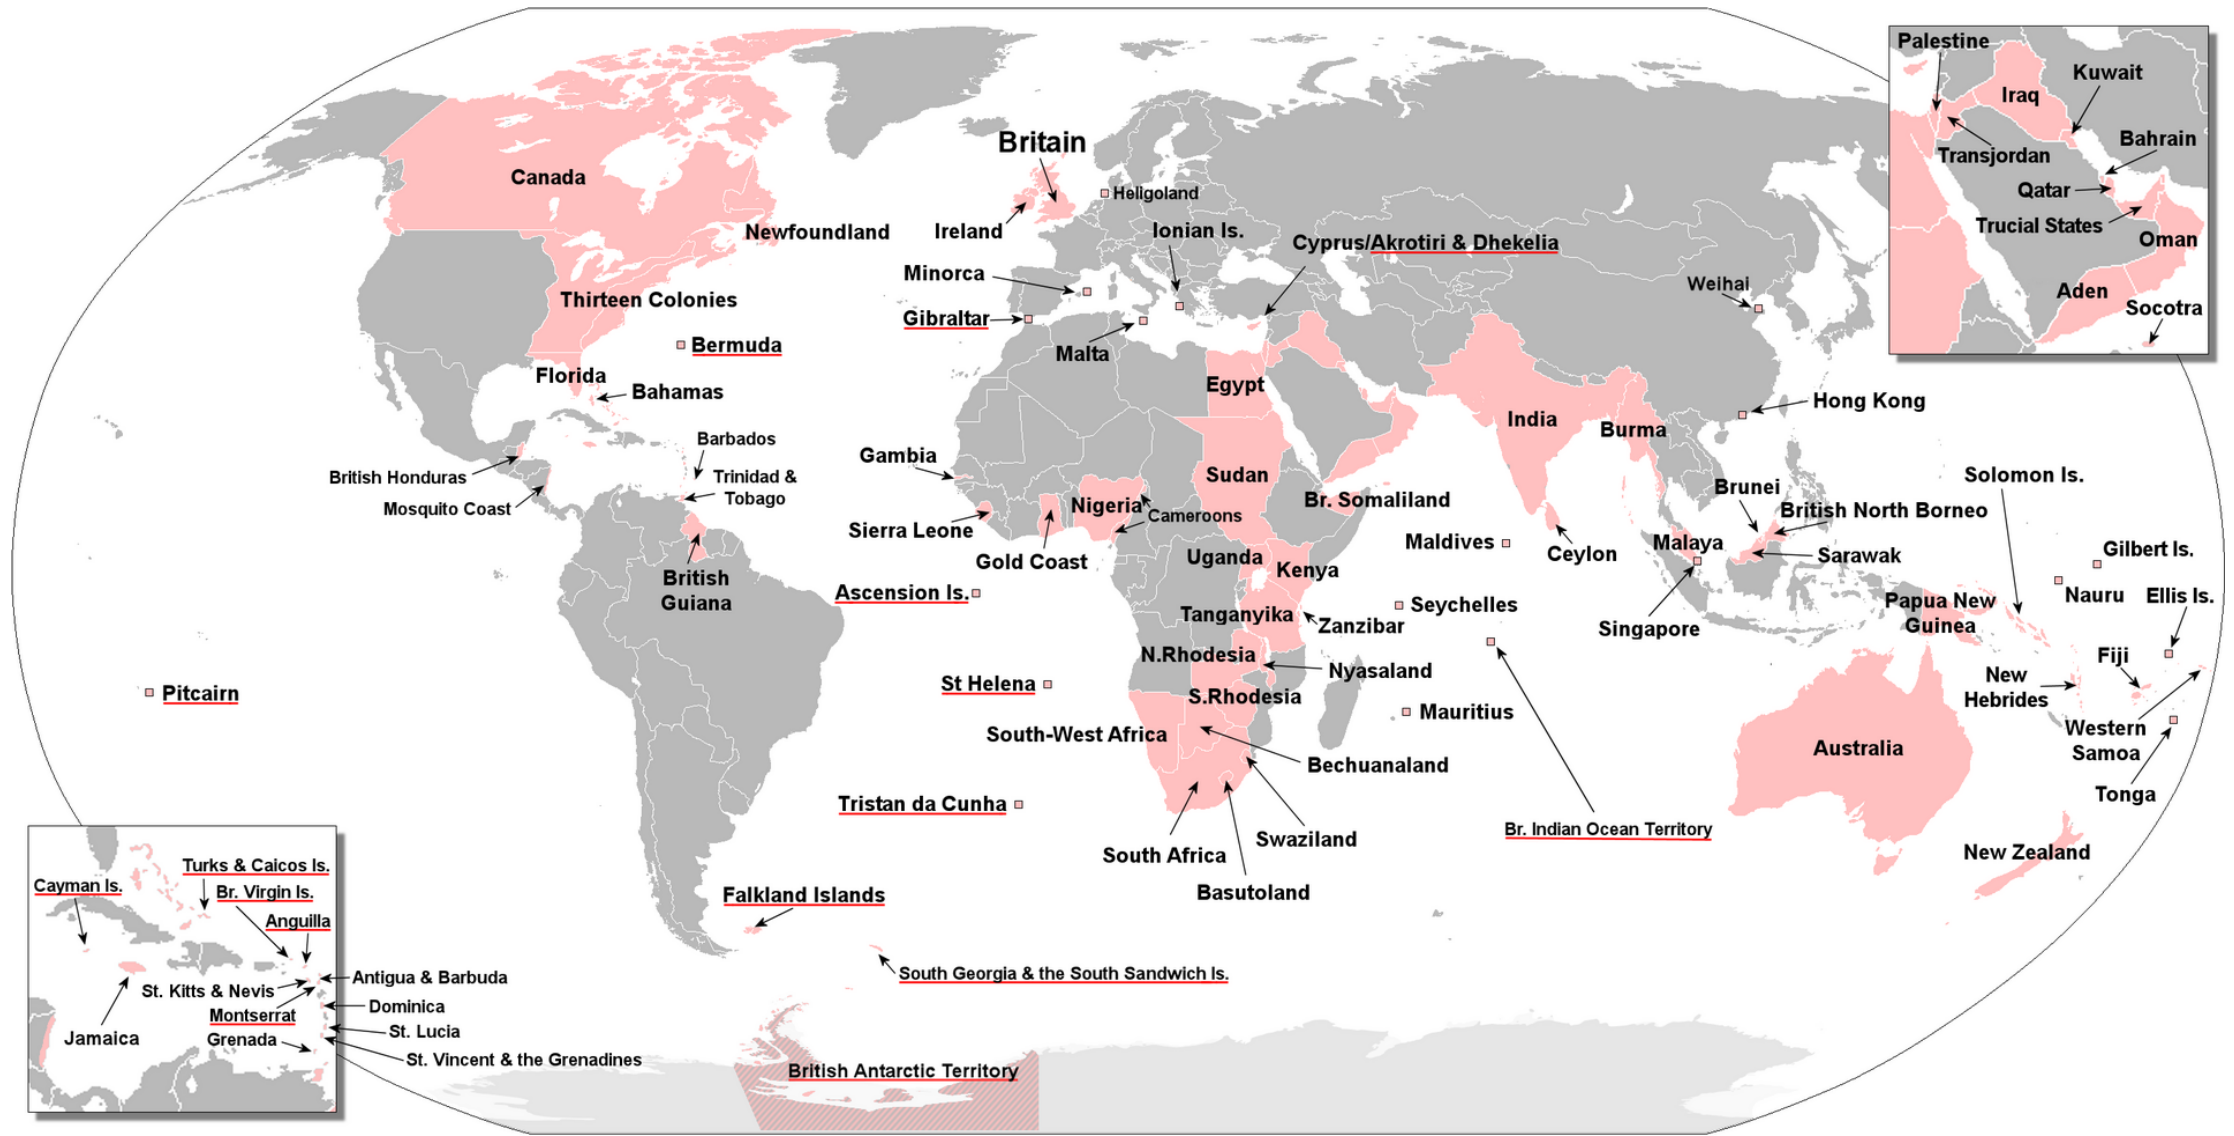 Canada
Newfoundland
Thirteen Colonies
Bermuda
Florida
Bahamas
Barbados
Trinidad &
Tobago
British Honduras
Mosquito Coast
British
Guiana
Pitcairn
Falkland Islands
South Georgia & the South Sandwich Is.
British Antarctic Territory
Britain
Ireland
Heligoland
Ionian Is.
Minorca
Gibraltar
Malta
Cyprus/Akrotiri & Dhekelia
Egypt
Sudan
Gambia
Sierra Leone
Gold Coast
Nigeria
Cameroons
Br. Somaliland
Uganda
Kenya
Tanganyika
Zanzibar
N.Rhodesia
Nyasaland
S.Rhodesia
South-West Africa
Bechuanaland
Swaziland
South Africa
Basutoland
Ascension Is.
St Helena
Tristan da Cunha
Maldives
Seychelles
Mauritius
Br. Indian Ocean Territory
India
Burma
Ceylon
Weihai
Hong Kong
Brunei
British North Borneo
Malaya
Sarawak
Singapore
Papua New
Guinea
Solomon Is.
Gilbert Is.
Nauru
Ellis Is.
Fiji
New
Hebrides
Western
Samoa
Tonga
Australia
New Zealand
Palestine
Kuwait
Iraq
Bahrain
Transjordan
Qatar
Trucial States
Oman
Aden
Socotra
Turks & Caicos Is.
Cayman Is.
Br. Virgin Is.
Anguilla
Antigua & Barbuda
St. Kitts & Nevis
Dominica
Montserrat
St. Lucia
Jamaica
Grenada
St. Vincent & the Grenadines